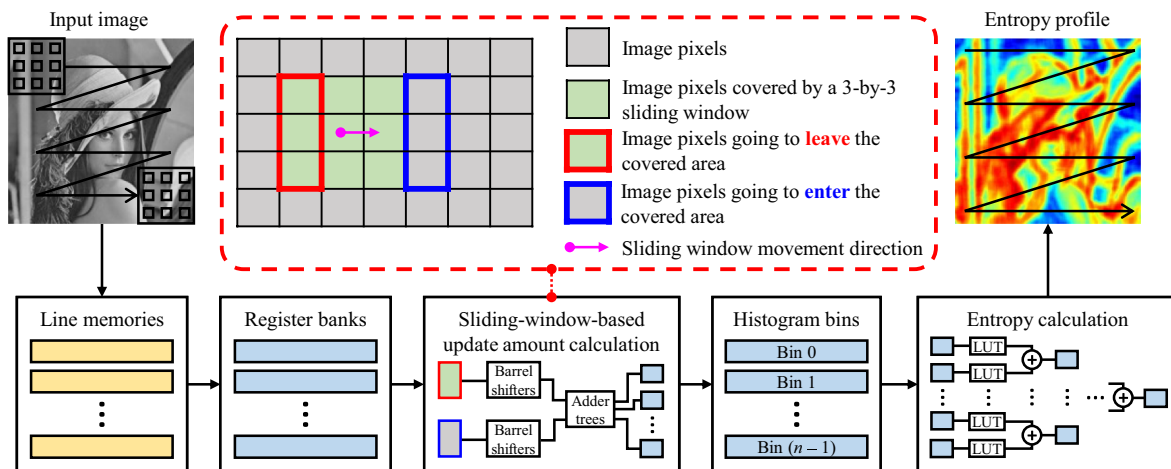 Input image
Image pixels
Image pixels covered by a 3-by-3
sliding window
Image pixels going to leave the
covered area
Image pixels going to enter the
covered area
Sliding window movement direction
Entropy profile
Line memories
Register banks
Sliding-window-based
update amount calculation
Barrel
shifters
Barrel
shifters
Adder
trees
Histogram bins
Bin 0
Bin 1
Bin (n – 1)
Entropy calculation
LUT
LUT
LUT
LUT